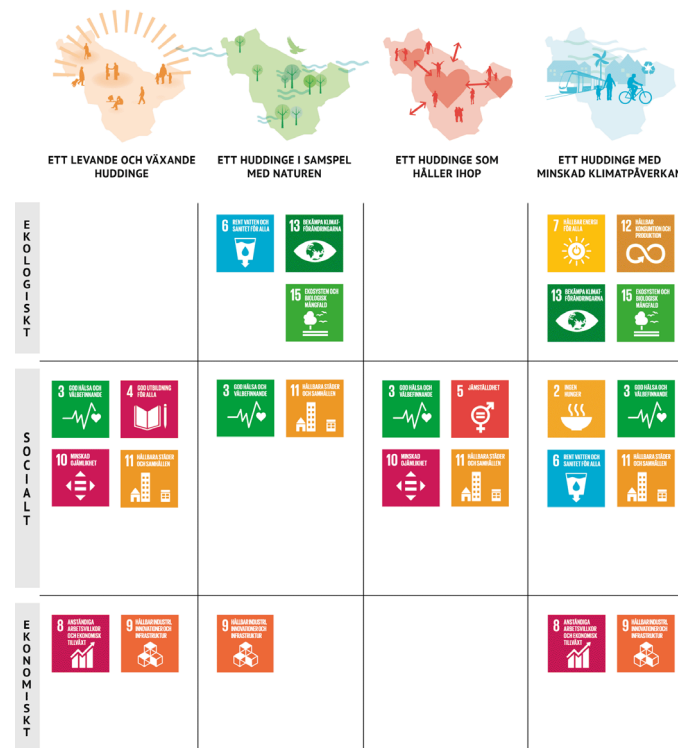 ETT LEVANDE OCH VÄXANDE
HUDDINGE
ETT HUDDINGE I SAMSPEL
MED NATUREN
ETT HUDDINGE SOM
HÅLLER IHOP
ETT HUDDINGE MED
MINSKAD KLIMATPÅVERKAN
EKOLOGISKT
6 RENT VATTEN OCH
SANITET FÖR ALLA
13 BEKÄMPA KLIMAT-
FÖRÄNDRINGARNA
15 EKOSYSTEM OCH
BIOLOGISK
MÅNGFALD
7 HÅLLBAR ENERGI
FÖR ALLA
12 HÅLLBAR
KONSUMTION OCH
PRODUKTION
13 BEKÄMPA KLIMAT-
FÖRÄNDRINGARNA
15 EKOSYSTEM OCH
BIOLOGISK
MÅNGFALD
SOCIALT
3 GOD HÄLSA OCH
VÄLBEFINNANDE
4 GOD UTBILDNING
FÖR ALLA
10 MINSKAD
OJÄMLIKHET
11 HÅLLBARA STÄDER
OCH SAMHÄLLEN
3 GOD HÄLSA OCH
VÄLBEFINNANDE
11 HÅLLBARA STÄDER
OCH SAMHÄLLEN
3 GOD HÄLSA OCH
VÄLBEFINNANDE
5 JÄMSTÄLLDHET
10 MINSKAD
OJÄMLIKHET
11 HÅLLBARA STÄDER
OCH SAMHÄLLEN
2 INGEN
HUNGER
3 GOD HÄLSA OCH
VÄLBEFINNANDE
6 RENT VATTEN OCH
SANITET FÖR ALLA
11 HÅLLBARA STÄDER
OCH SAMHÄLLEN
EKONOMISKT
8 ANSTÄNDIGA
ARBETSVILLKOR
OCH EKONOMISK
TILLVÄXT
9 HÅLLBAR INDUSTRI,
INNOVATIONER OCH
INFRASTRUKTUR
9 HÅLLBAR INDUSTRI,
INNOVATIONER OCH
INFRASTRUKTUR
8 ANSTÄNDIGA
ARBETSVILLKOR
OCH EKONOMISK
TILLVÄXT
9 HÅLLBAR INDUSTRI,
INNOVATIONER OCH
INFRASTRUKTUR